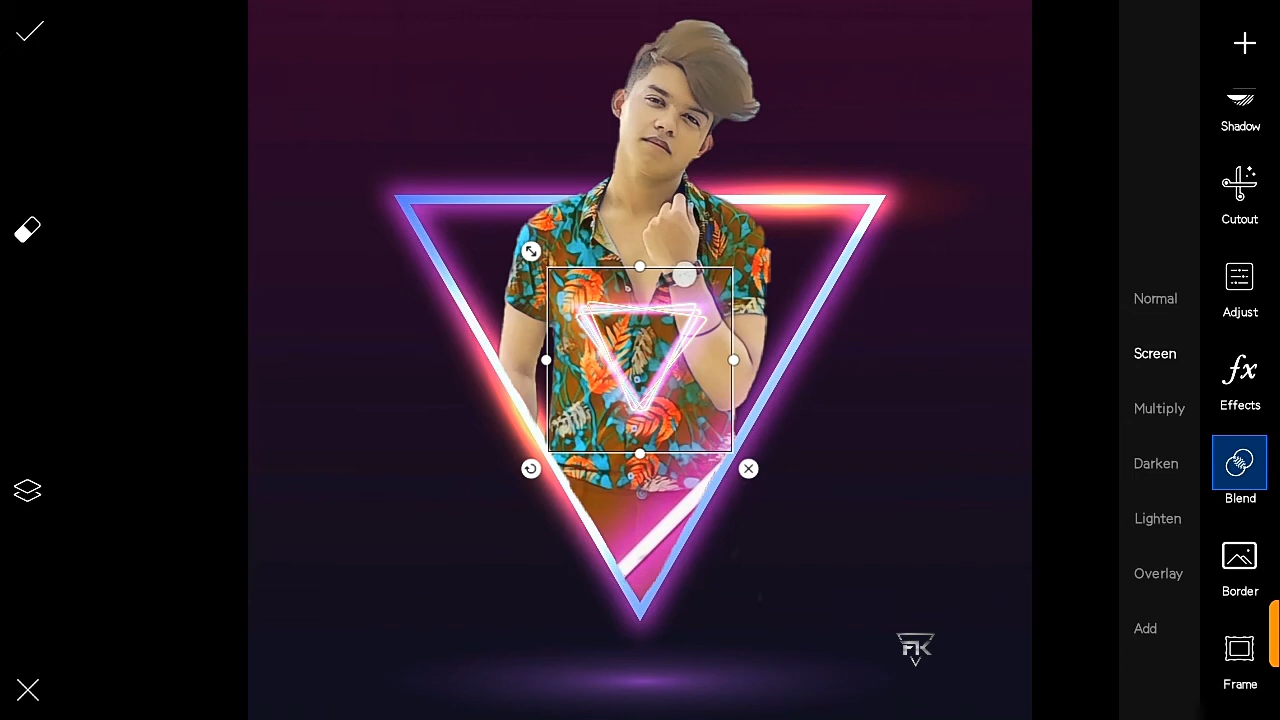 Shadow
Cutout
Adjust
Effects
Blend
Border
Frame
Normal
Screen
Multiply
Darken
Lighten
Overlay
Add
fx
FK